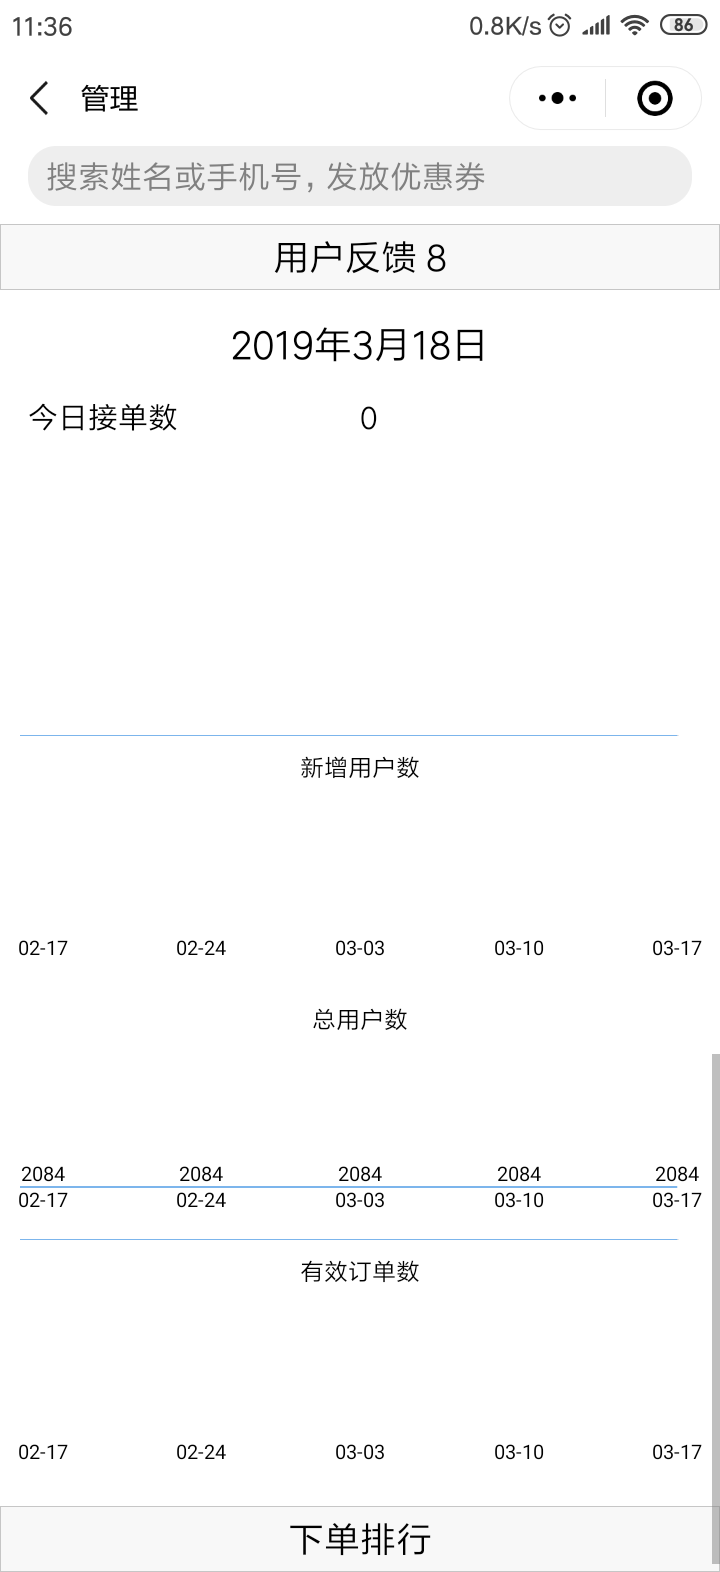 11:36 0.8K/s 86
管理
搜索姓名或手机号，发放优惠券
用户反馈 8
2019年3月18日
今日接单数 0
新增用户数
02-17 02-24 03-03 03-10 03-17
总用户数
2084 2084 2084 2084 2084
02-17 02-24 03-03 03-10 03-17
有效订单数
02-17 02-24 03-03 03-10 03-17
下单排行